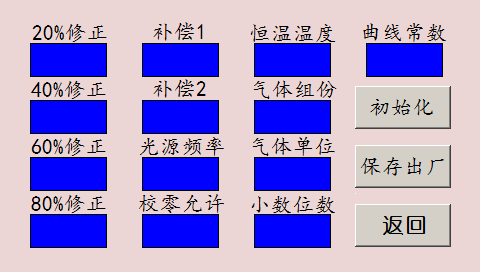 20%修正 补偿1 恒温温度 曲线常数
40%修正 补偿2 气体组份 初始化
60%修正 光源频率 气体单位 保存出厂
80%修正 校零允许 小数位数 返回